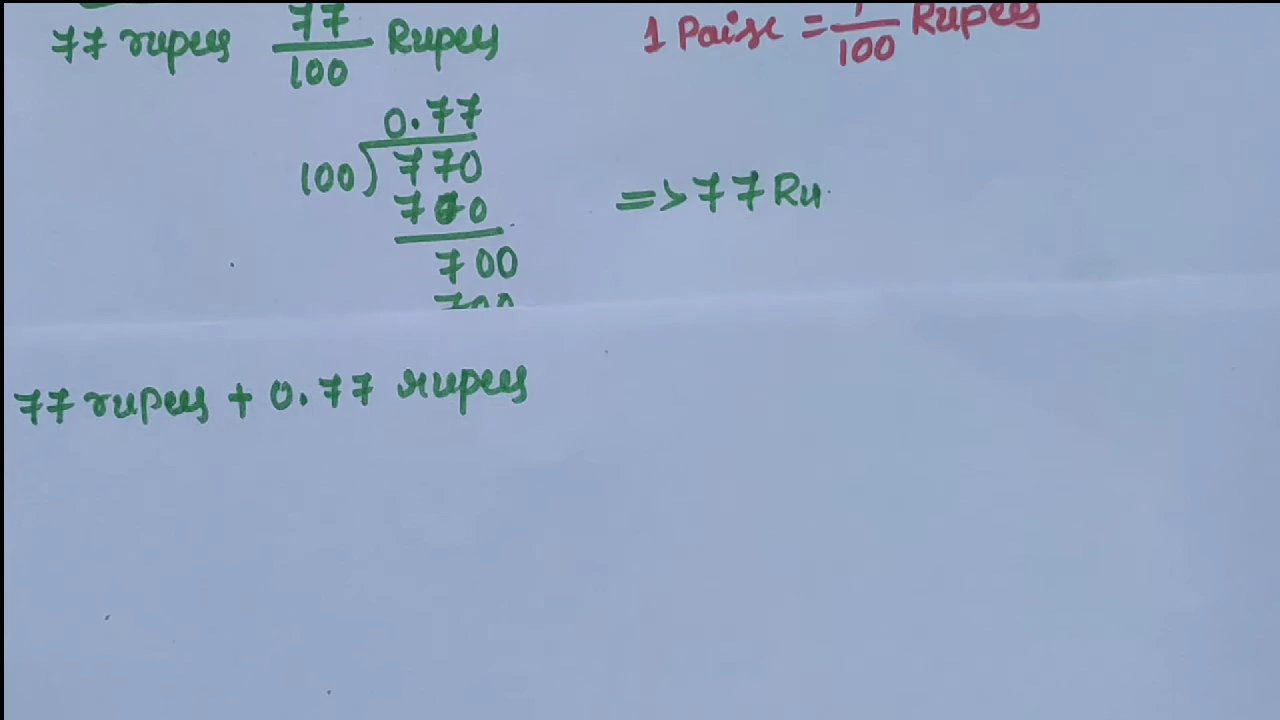 77 rupees 77/100 Rupees
1 Paise = 1/100 Rupees
0.77
100) 770
700
700
700
=> 77 Ru
77 rupees + 0.77 rupees